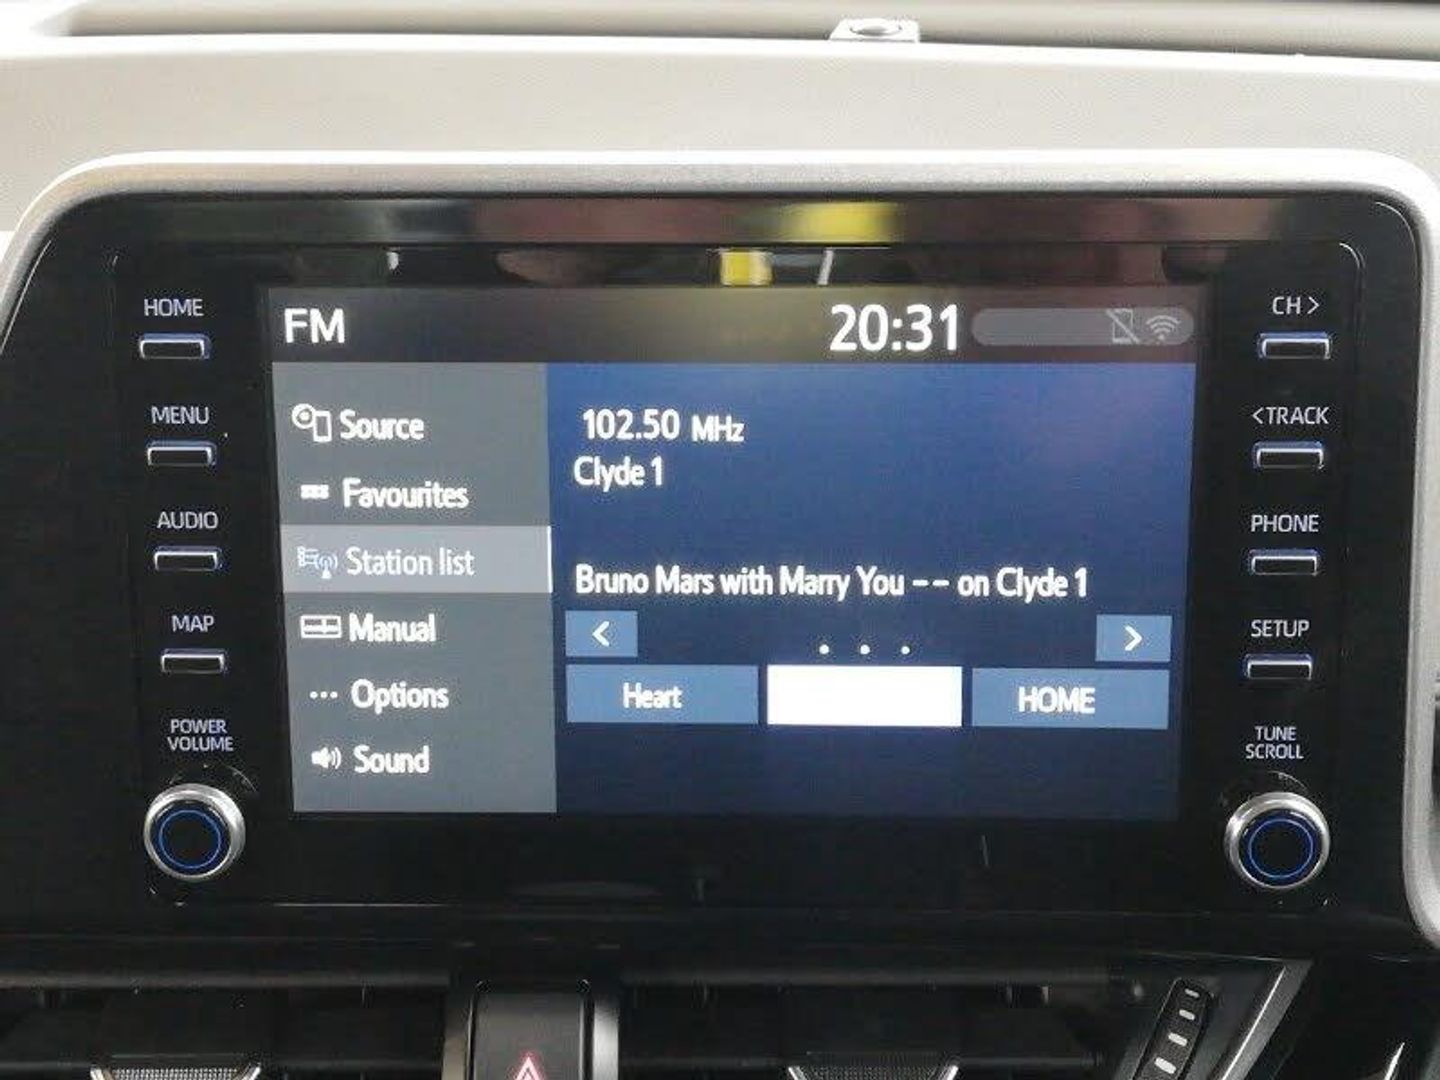 HOME
MENU
AUDIO
MAP
POWER
VOLUME
FM
20:31
Source
Favourites
Station list
Manual
Options
Sound
102.50 MHz
Clyde 1
Bruno Mars with Marry You -- on Clyde 1
<
. . .
>
Heart
HOME
CH>
<TRACK
PHONE
SETUP
TUNE
SCROLL